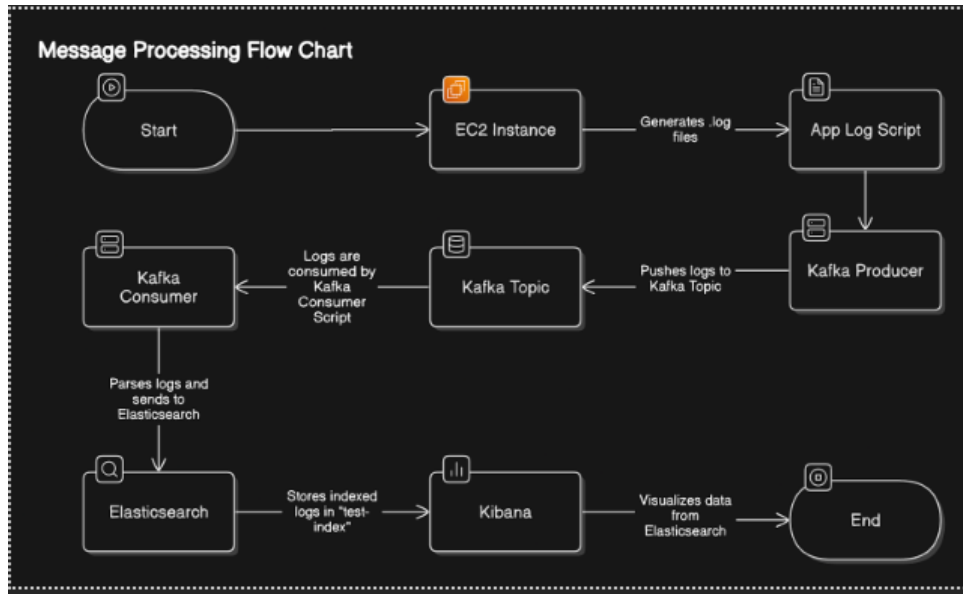 Message Processing Flow Chart
Start
EC2 Instance
Generates .log
files
App Log Script
Kafka Producer
Pushes logs to
Kafka Topic
Kafka Topic
Logs are
consumed by
Kafka
Consumer
Script
Kafka
Consumer
Parses logs and
sends to
Elasticsearch
Elasticsearch
Stores indexed
logs in "test-
index"
Kibana
Visualizes data
from
Elasticsearch
End